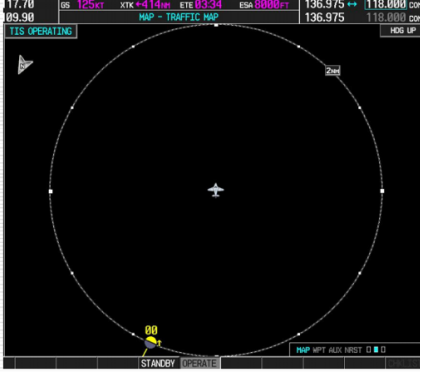 17.70 GS 125KT XTK ←414NM ETE 03:34 ESA 8000FT 136.975 ↔ 118.000 COM
09.90 MAP - TRAFFIC MAP 136.975 118.000 COM
TIS OPERATING HDG UP
N
2NM
00
MAP WPT AUX NRST
STANDBY OPERATE